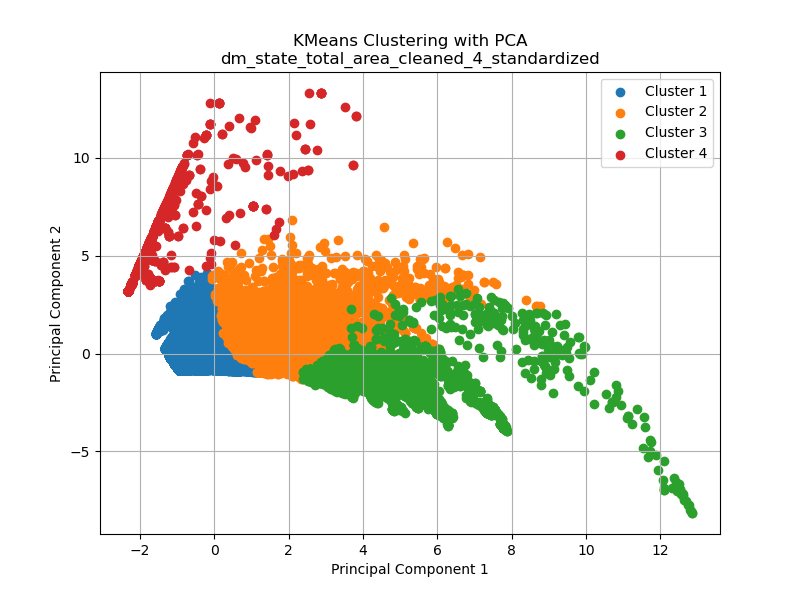 KMeans Clustering with PCA
dm_state_total_area_cleaned_4_standardized
Cluster 1
Cluster 2
Cluster 3
Cluster 4
10
5
0
−5
Principal Component 2
−2
0
2
4
6
8
10
12
Principal Component 1